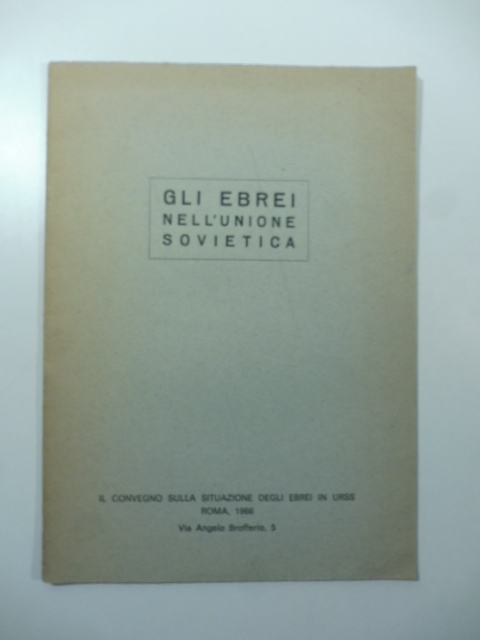 GLI EBREI
NELL'UNIONE
SOVIETICA
IL CONVEGNO SULLA SITUAZIONE DEGLI EBREI IN URSS
ROMA, 1966
Via Angelo Brofferio, 5